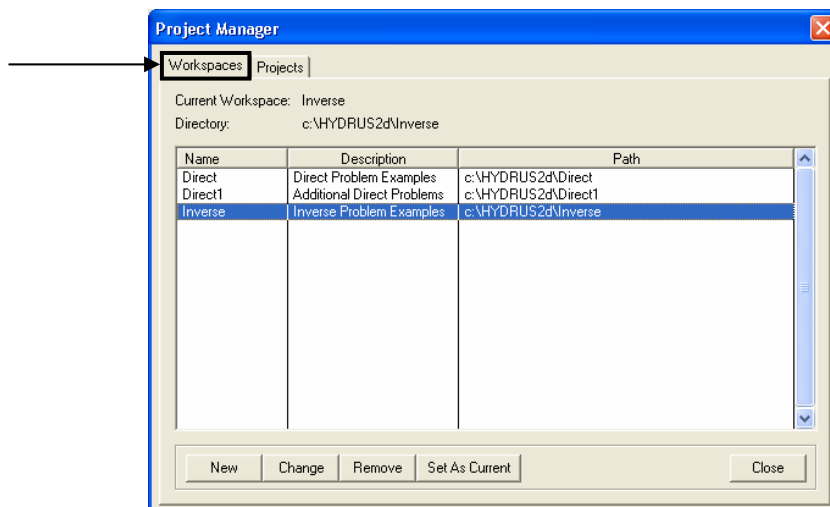 Project Manager
Workspaces Projects
Current Workspace: Inverse
Directory: c:\HYDRUS2d\Inverse
Name Description Path
Direct Direct Problem Examples c:\HYDRUS2d\Direct
Direct1 Additional Direct Problems c:\HYDRUS2d\Direct1
Inverse Inverse Problem Examples c:\HYDRUS2d\Inverse
New Change Remove Set As Current Close